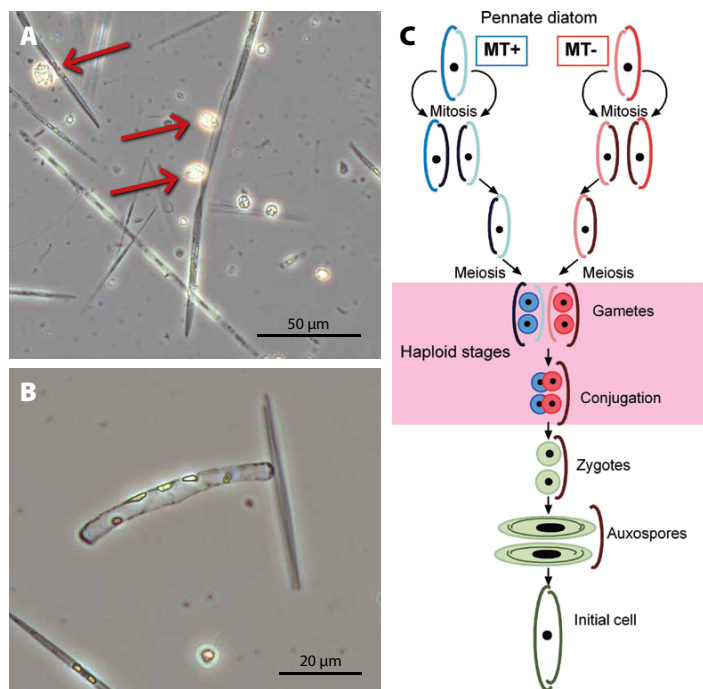 A
50 µm
B
20 µm
C
Pennate diatom
MT+
MT-
Mitosis
Mitosis
Meiosis
Meiosis
Gametes
Haploid stages
Conjugation
Zygotes
Auxospores
Initial cell